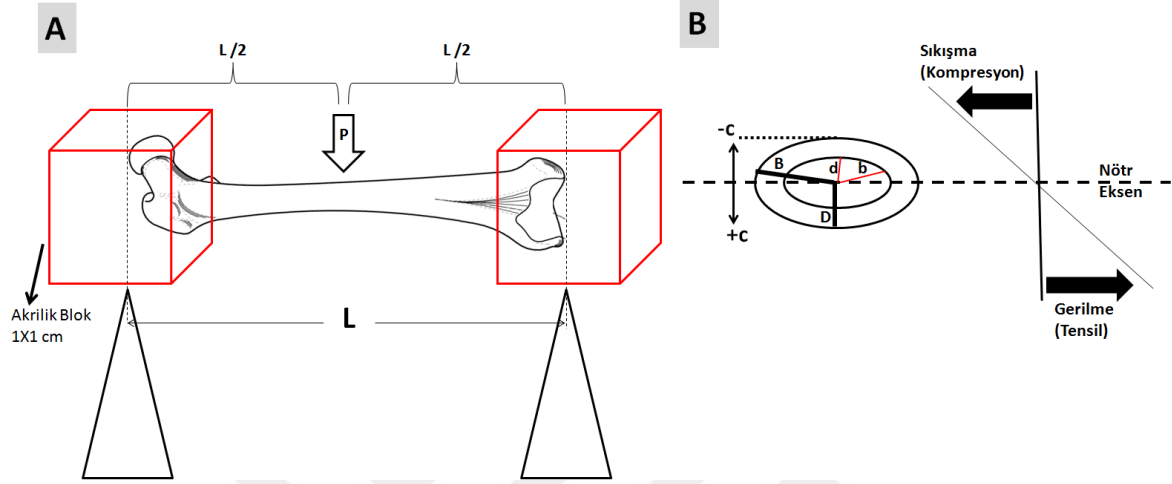 A
L /2
L /2
P
L
Akrilik Blok
1X1 cm
B
Sıkışma
(Kompresyon)
-c
+c
B
d
b
D
Nötr
Eksen
Gerilme
(Tensil)